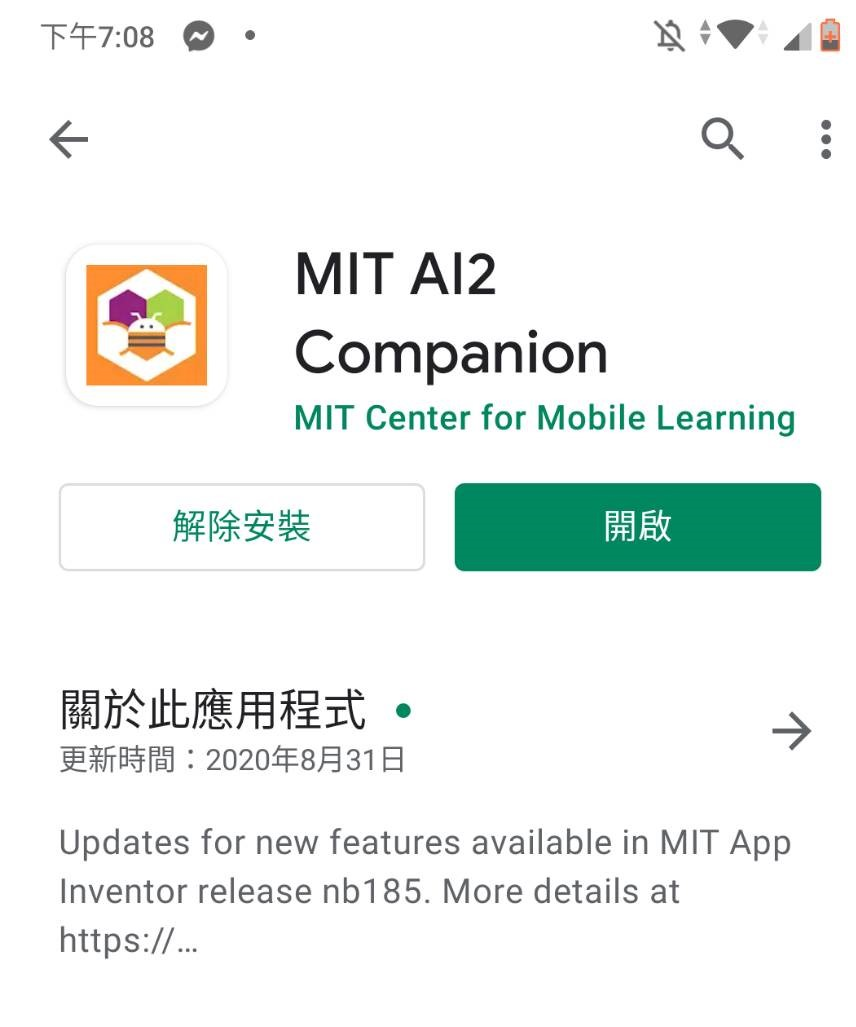 下午7:08
MIT AI2
Companion
MIT Center for Mobile Learning
解除安裝
開啟
關於此應用程式
更新時間：2020年8月31日
Updates for new features available in MIT App
Inventor release nb185. More details at
https://…